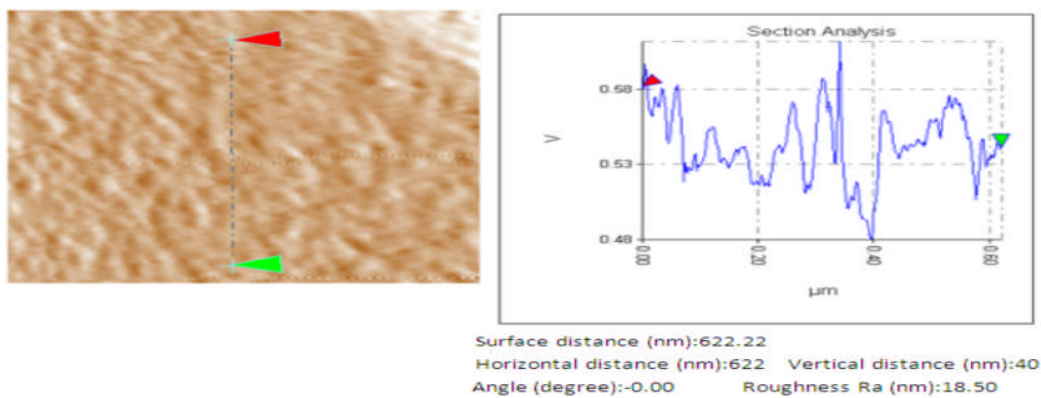 Section Analysis
0.58
0.53
0.48
V
0.00
0.20
0.40
0.60
µm
Surface distance (nm):622.22
Horizontal distance (nm):622 Vertical distance (nm):40
Angle (degree):-0.00 Roughness Ra (nm):18.50